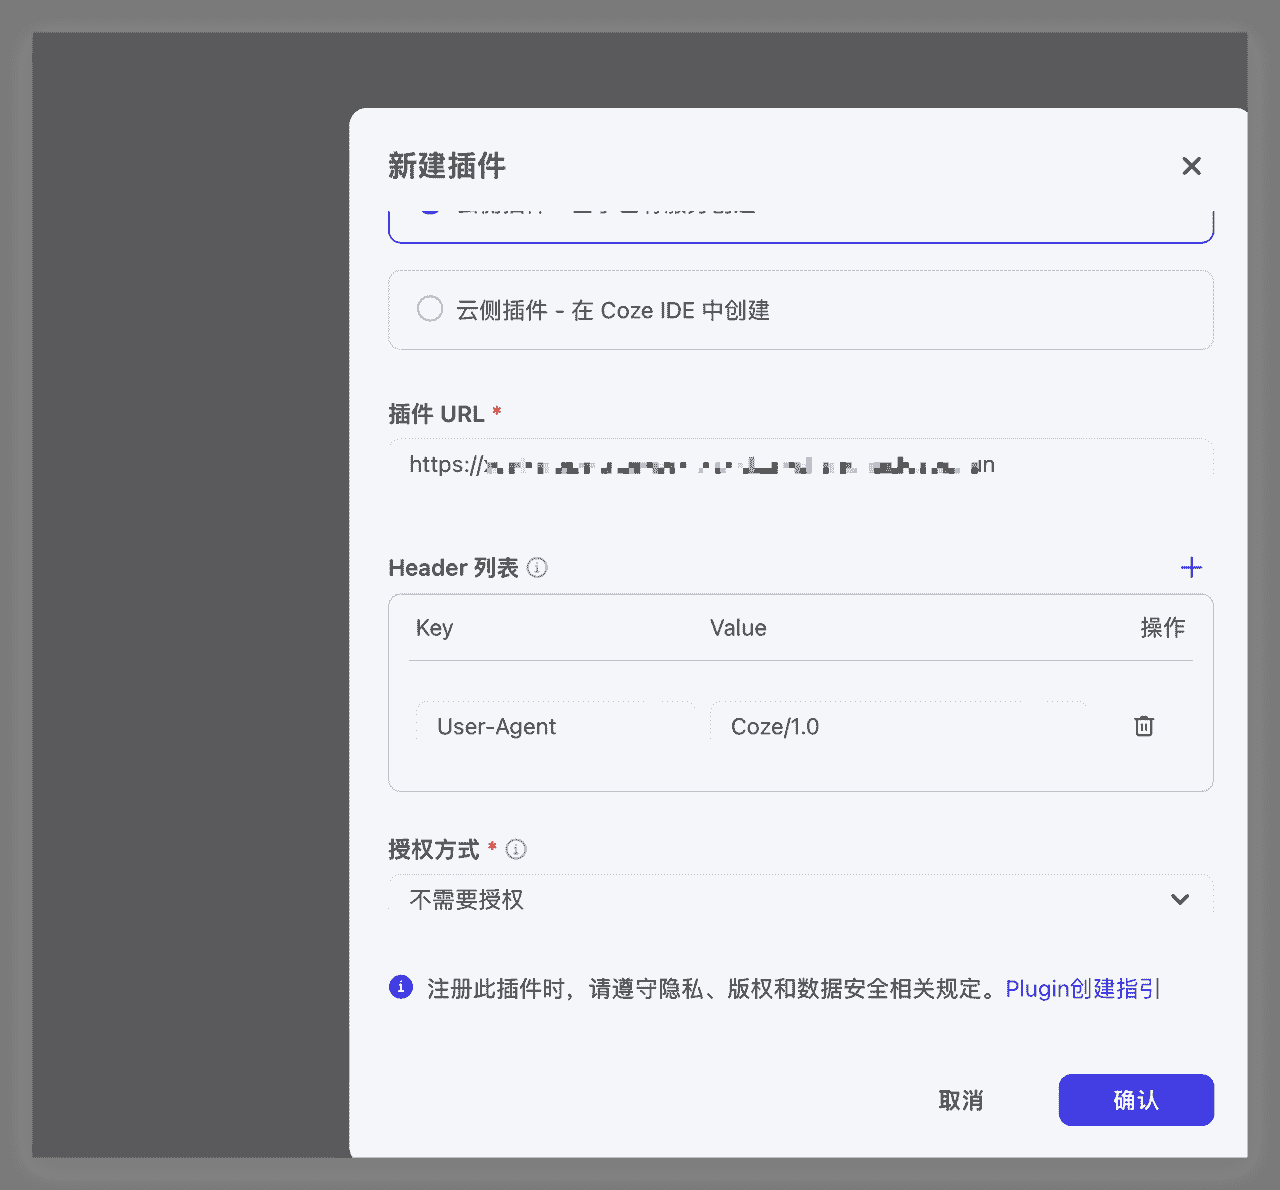 新建插件
云侧插件 - 在 Coze IDE 中创建
插件 URL *
https://
Header 列表
Key Value 操作
User-Agent Coze/1.0
授权方式 *
不需要授权
注册此插件时，请遵守隐私、版权和数据安全相关规定。Plugin创建指引
取消 确认